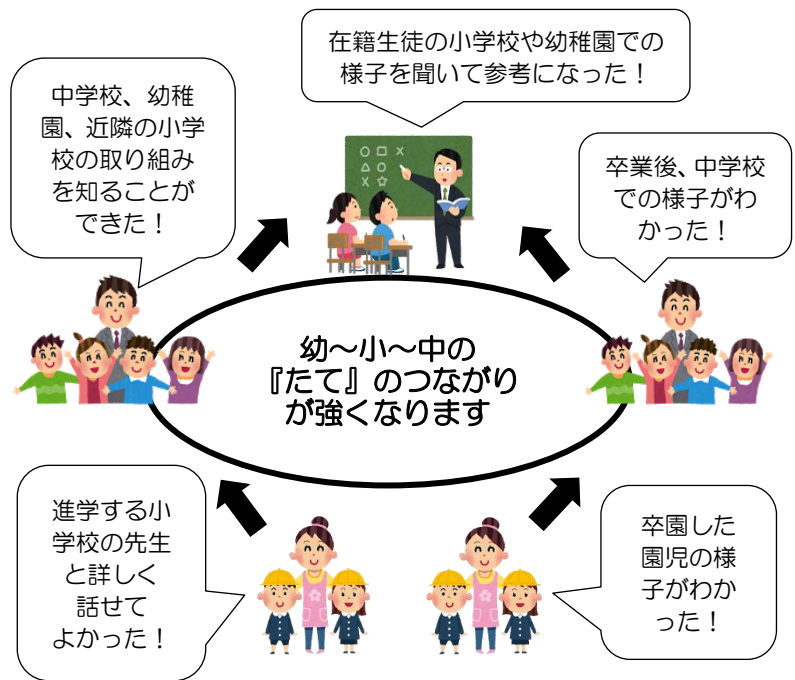 在籍生徒の小学校や幼稚園での
様子を聞いて参考になった！
中学校、幼稚
園、近隣の小学
校の取り組み
を知ることが
できた！
卒業後、中学校
での様子がわ
かった！
幼～小～中の
『たて』のつながり
が強くなります
進学する小
学校の先生
と詳しく
話せて
よかった！
卒園した
園児の様
子がわか
った！